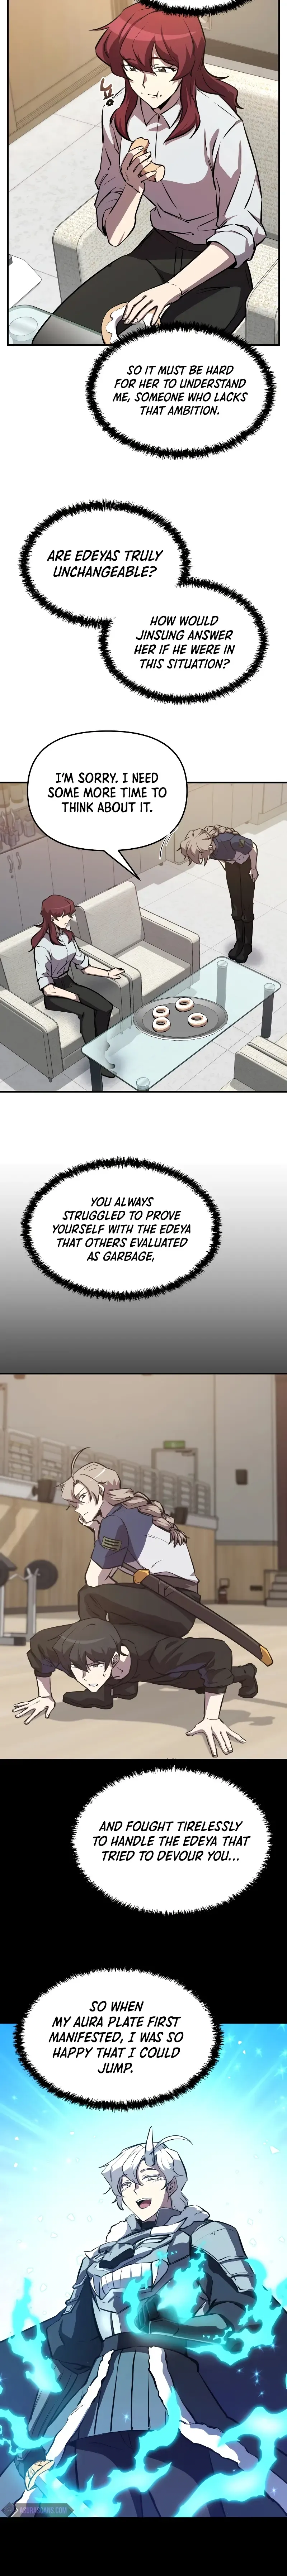 SO IT MUST BE HARD
FOR HER TO UNDERSTAND
ME, SOMEONE WHO LACKS
THAT AMBITION.
ARE EDEYAS TRULY
UNCHANGEABLE?
HOW WOULD
JINSUNG ANSWER
HER IF HE WERE IN
THIS SITUATION?
I'M SORRY. I NEED
SOME MORE TIME TO
THINK ABOUT IT.
YOU ALWAYS
STRUGGLED TO PROVE
YOURSELF WITH THE EDEYA
THAT OTHERS EVALUATED
AS GARBAGE,
AND FOUGHT TIRELESSLY
TO HANDLE THE EDEYA THAT
TRIED TO DEVOUR YOU...
SO WHEN
MY AURA PLATE FIRST
MANIFESTED, I WAS SO
HAPPY THAT I COULD
JUMP.